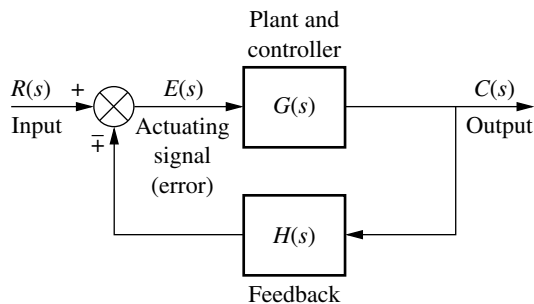 Plant and
controller
R(s) + E(s) G(s) C(s)
Input Actuating Output
∓ signal
(error)
H(s)
Feedback